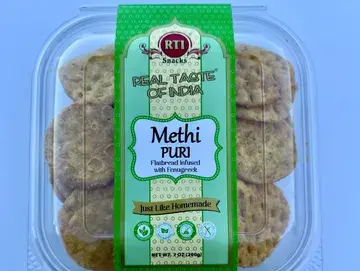 RTI
Snacks
REAL TASTE
OF INDIA
Methi
PURI
Flatbread Infused
with Fenugreek
Just Like Homemade
NET WT. 7 OZ (200g)